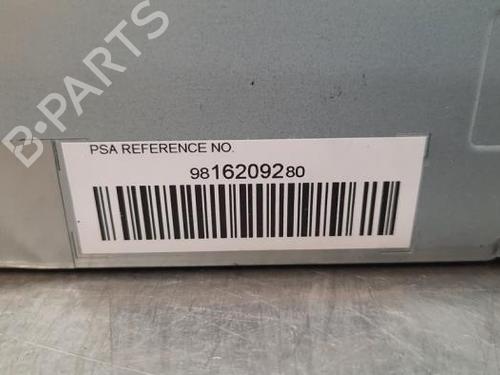 B-PARTS
PSA REFERENCE NO.
9816209280